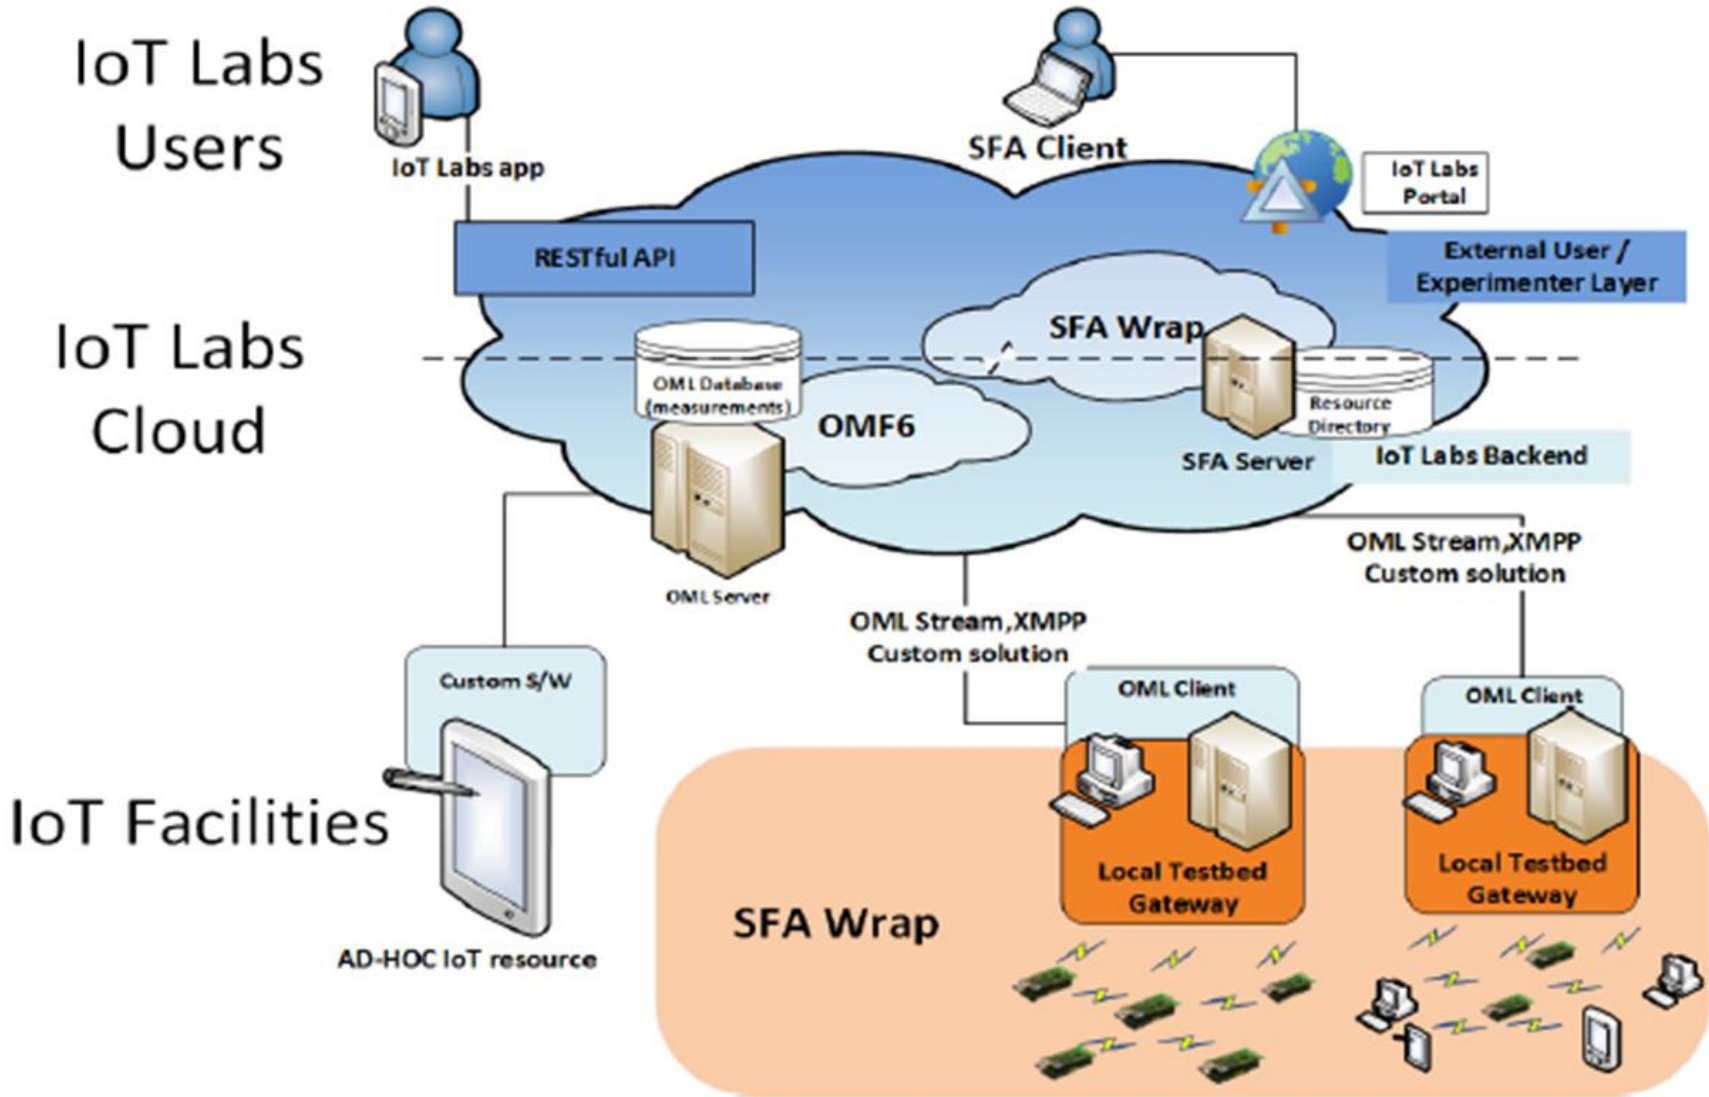 IoT Labs
Users
IoT Labs app
SFA Client
IoT Labs
Portal
RESTful API
External User /
Experimenter Layer
IoT Labs
Cloud
SFA Wrap
OML Database
(measurements)
OMF6
Resource
Directory
SFA Server
IoT Labs Backend
OML Server
OML Stream,XMPP
Custom solution
OML Stream,XMPP
Custom solution
Custom S/W
OML Client
OML Client
IoT Facilities
Local Testbed
Gateway
Local Testbed
Gateway
SFA Wrap
AD-HOC IoT resource